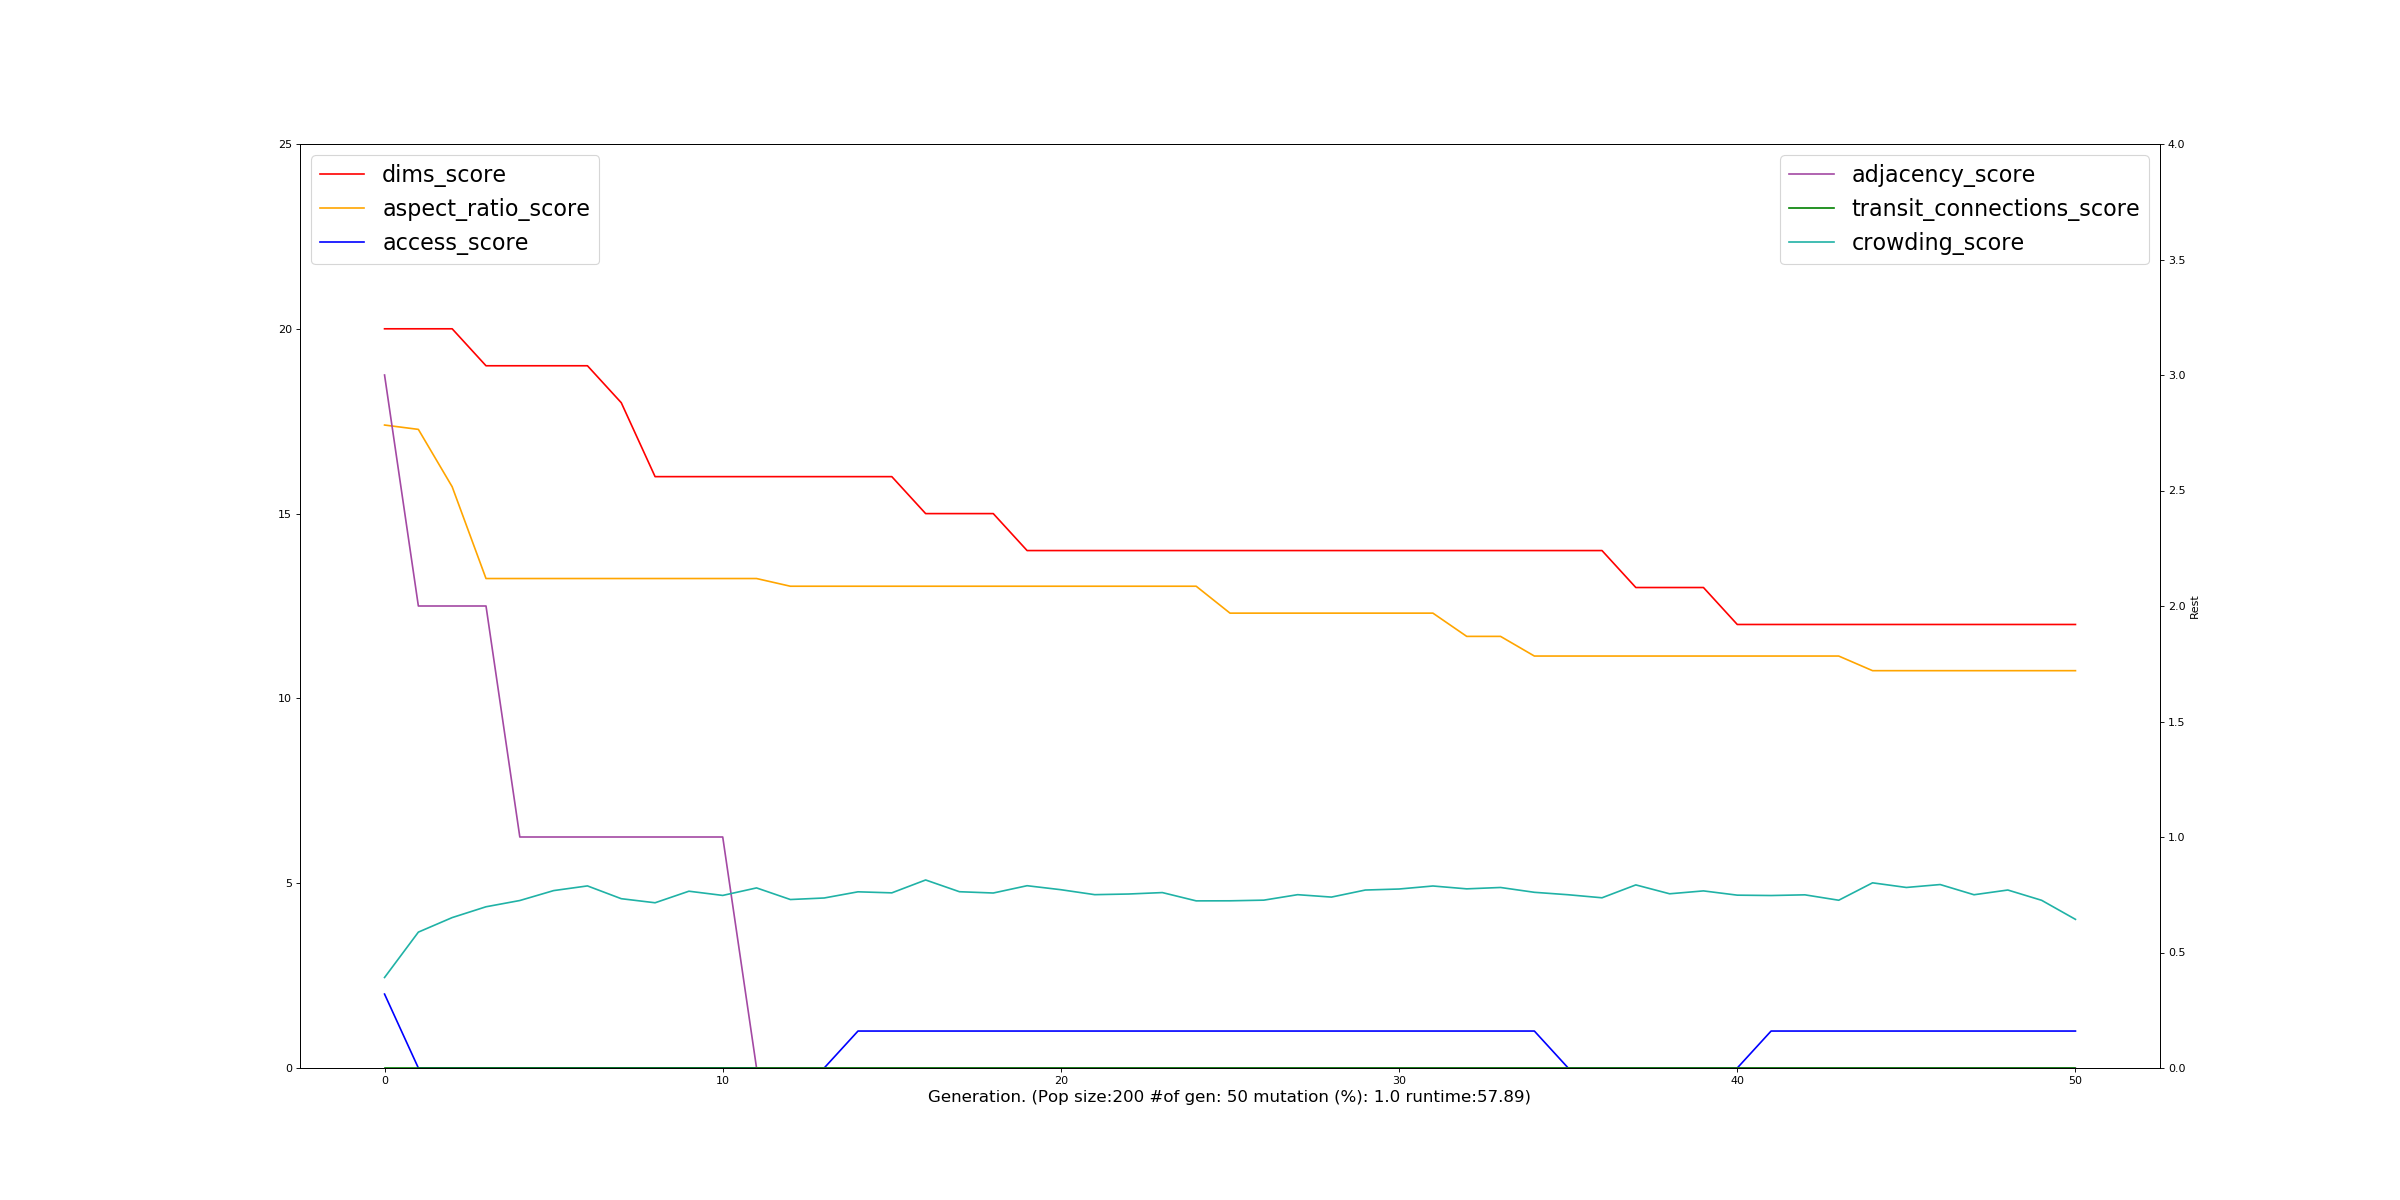 25
20
15
10
5
0
dims_score
aspect_ratio_score
access_score
adjacency_score
transit_connections_score
crowding_score
4.0
3.5
3.0
2.5
2.0
1.5
1.0
0.5
0.0
Rest
0 10 20 30 40 50
Generation. (Pop size:200 #of gen: 50 mutation (%): 1.0 runtime:57.89)